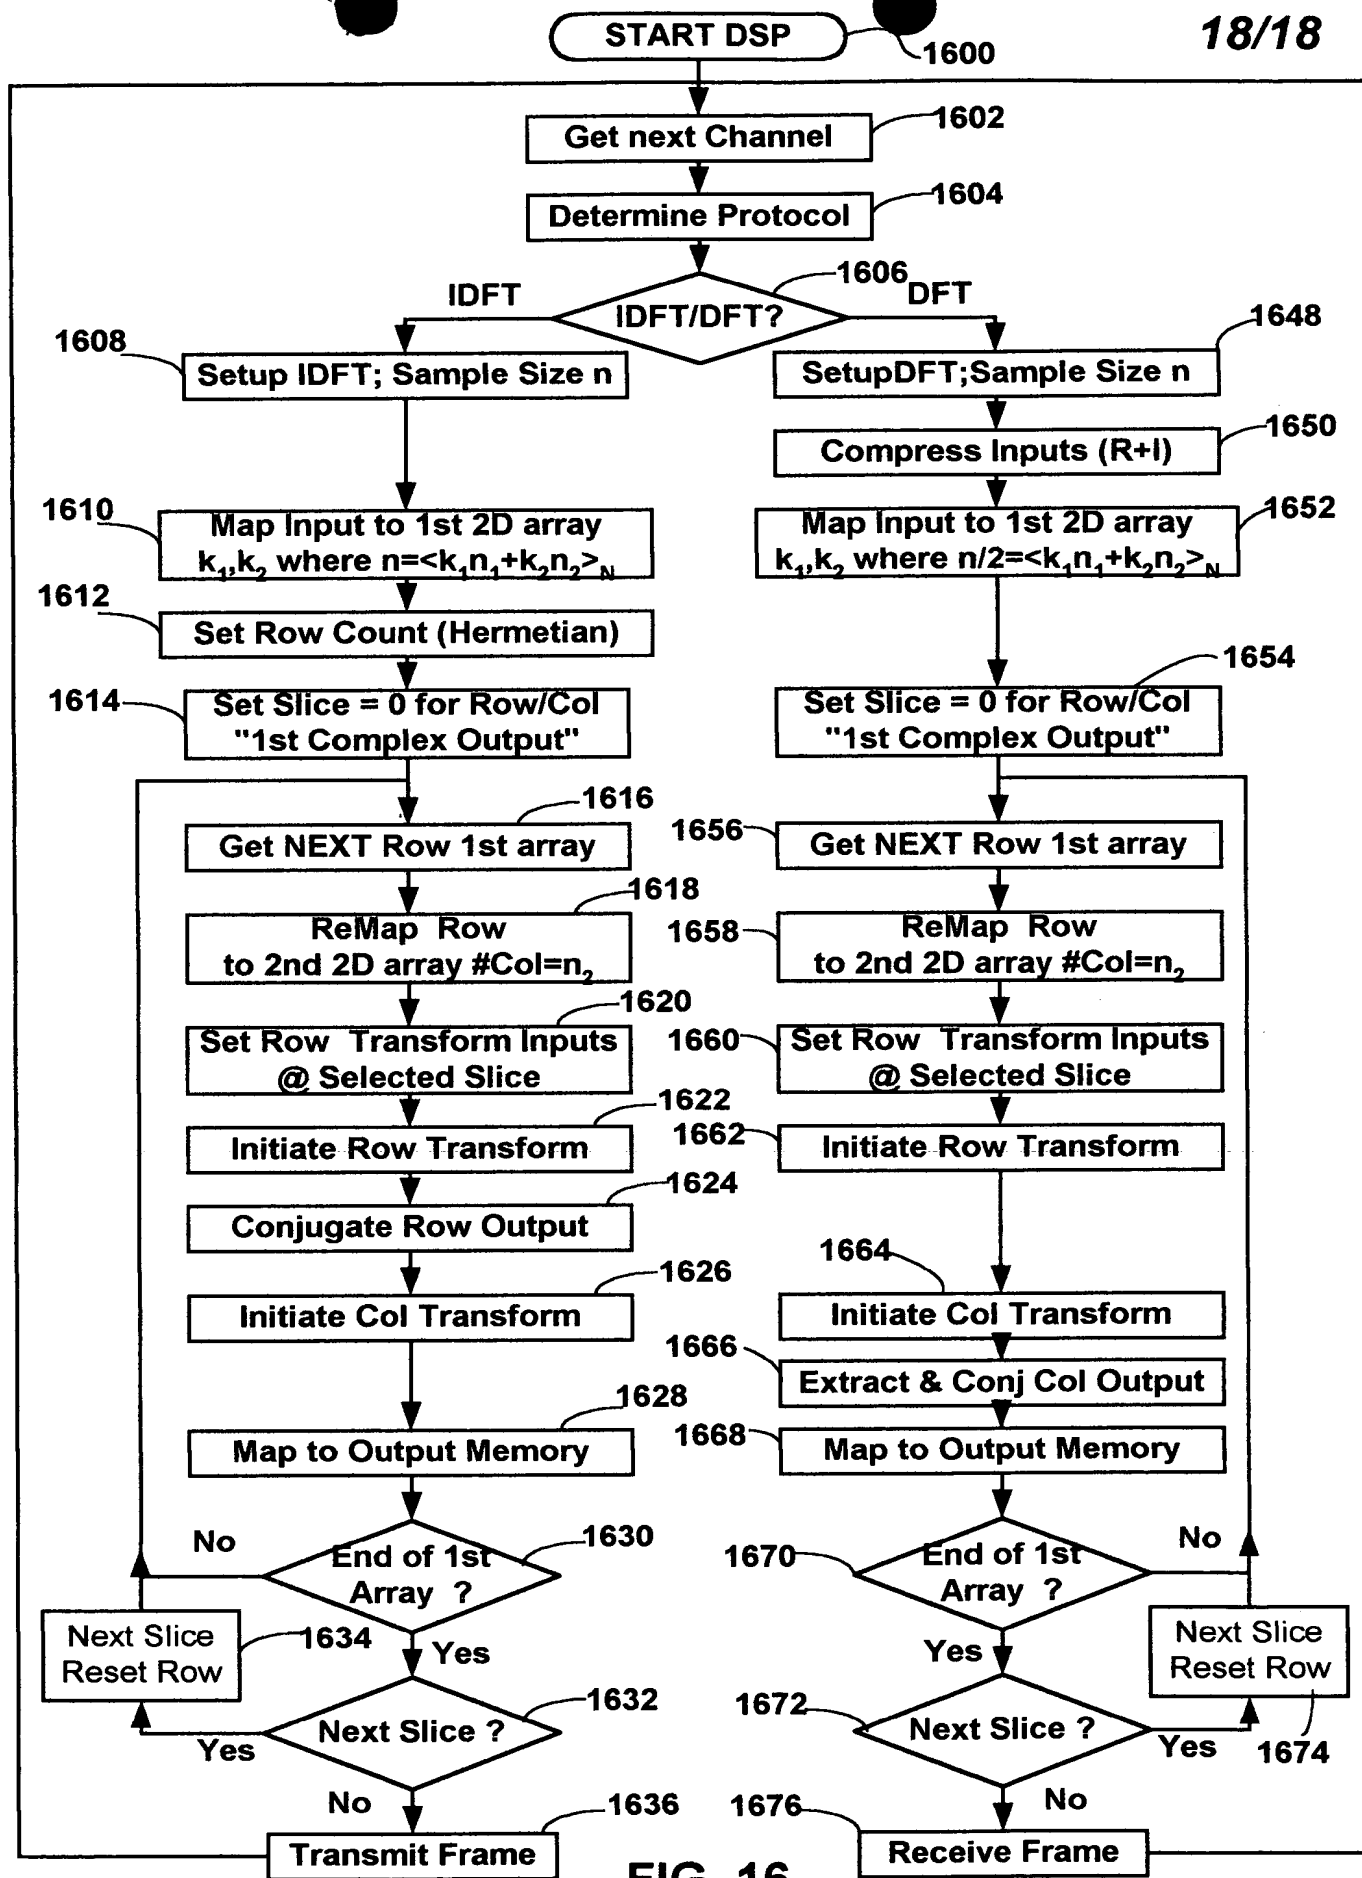 18/18
START DSP
1600
Get next Channel
1602
Determine Protocol
1604
IDFT/DFT?
1606
IDFT
DFT
1608
Setup IDFT; Sample Size n
1648
SetupDFT;Sample Size n
1650
Compress Inputs (R+I)
1610
Map Input to 1st 2D array
k₁,k₂ where n=<k₁n₁+k₂n₂>N
1652
Map Input to 1st 2D array
k₁,k₂ where n/2=<k₁n₁+k₂n₂>N
1612
Set Row Count (Hermetian)
1614
Set Slice = 0 for Row/Col
"1st Complex Output"
1654
Set Slice = 0 for Row/Col
"1st Complex Output"
1616
Get NEXT Row 1st array
1656
Get NEXT Row 1st array
1618
ReMap Row
to 2nd 2D array #Col=n₂
1658
ReMap Row
to 2nd 2D array #Col=n₂
1620
Set Row Transform Inputs
@ Selected Slice
1660
Set Row Transform Inputs
@ Selected Slice
1622
Initiate Row Transform
1662
Initiate Row Transform
1624
Conjugate Row Output
1626
Initiate Col Transform
1664
Initiate Col Transform
1666
Extract & Conj Col Output
1628
Map to Output Memory
1668
Map to Output Memory
No
End of 1st
Array ?
1630
1670
End of 1st
Array ?
No
Next Slice
Reset Row
1634
Yes
Yes
Next Slice
Reset Row
1674
Next Slice ?
1632
Yes
1672
Next Slice ?
Yes
No
No
1636
Transmit Frame
1676
Receive Frame
FIG. 16